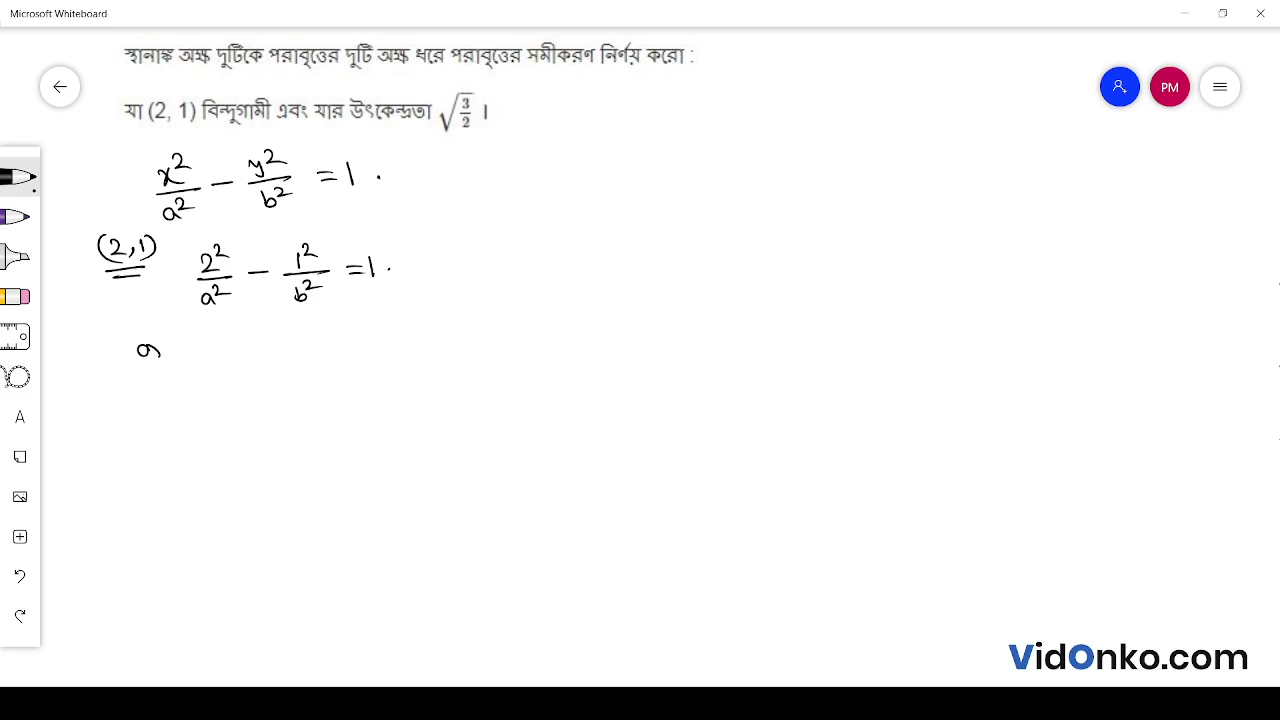 Microsoft Whiteboard
স্থানাঙ্ক অক্ষ দুটিকে পরাবৃত্তের দুটি অক্ষ ধরে পরাবৃত্তের সমীকরণ নির্ণয় করো :
PM
যা (2, 1) বিন্দুগামী এবং যার উৎকেন্দ্রতা √(3/2) ।
x²/a² − y²/b² = 1 .
(2,1) 2²/a² − 1²/b² = 1 .
A
VidOnko.com